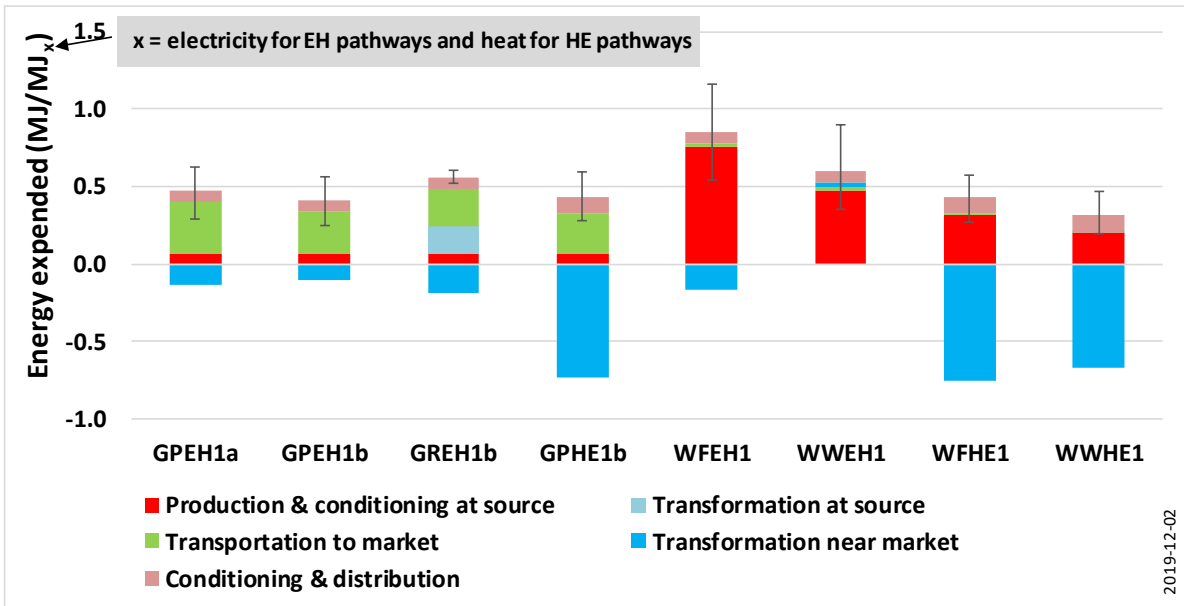 Energy expended (MJ/MJx)
x = electricity for EH pathways and heat for HE pathways
1.5
1.0
0.5
0.0
-0.5
-1.0
GPEH1a GPEH1b GREH1b GPHE1b WFEH1 WWEH1 WFHE1 WWHE1
Production & conditioning at source Transformation at source
Transportation to market Transformation near market
Conditioning & distribution
2019-12-02